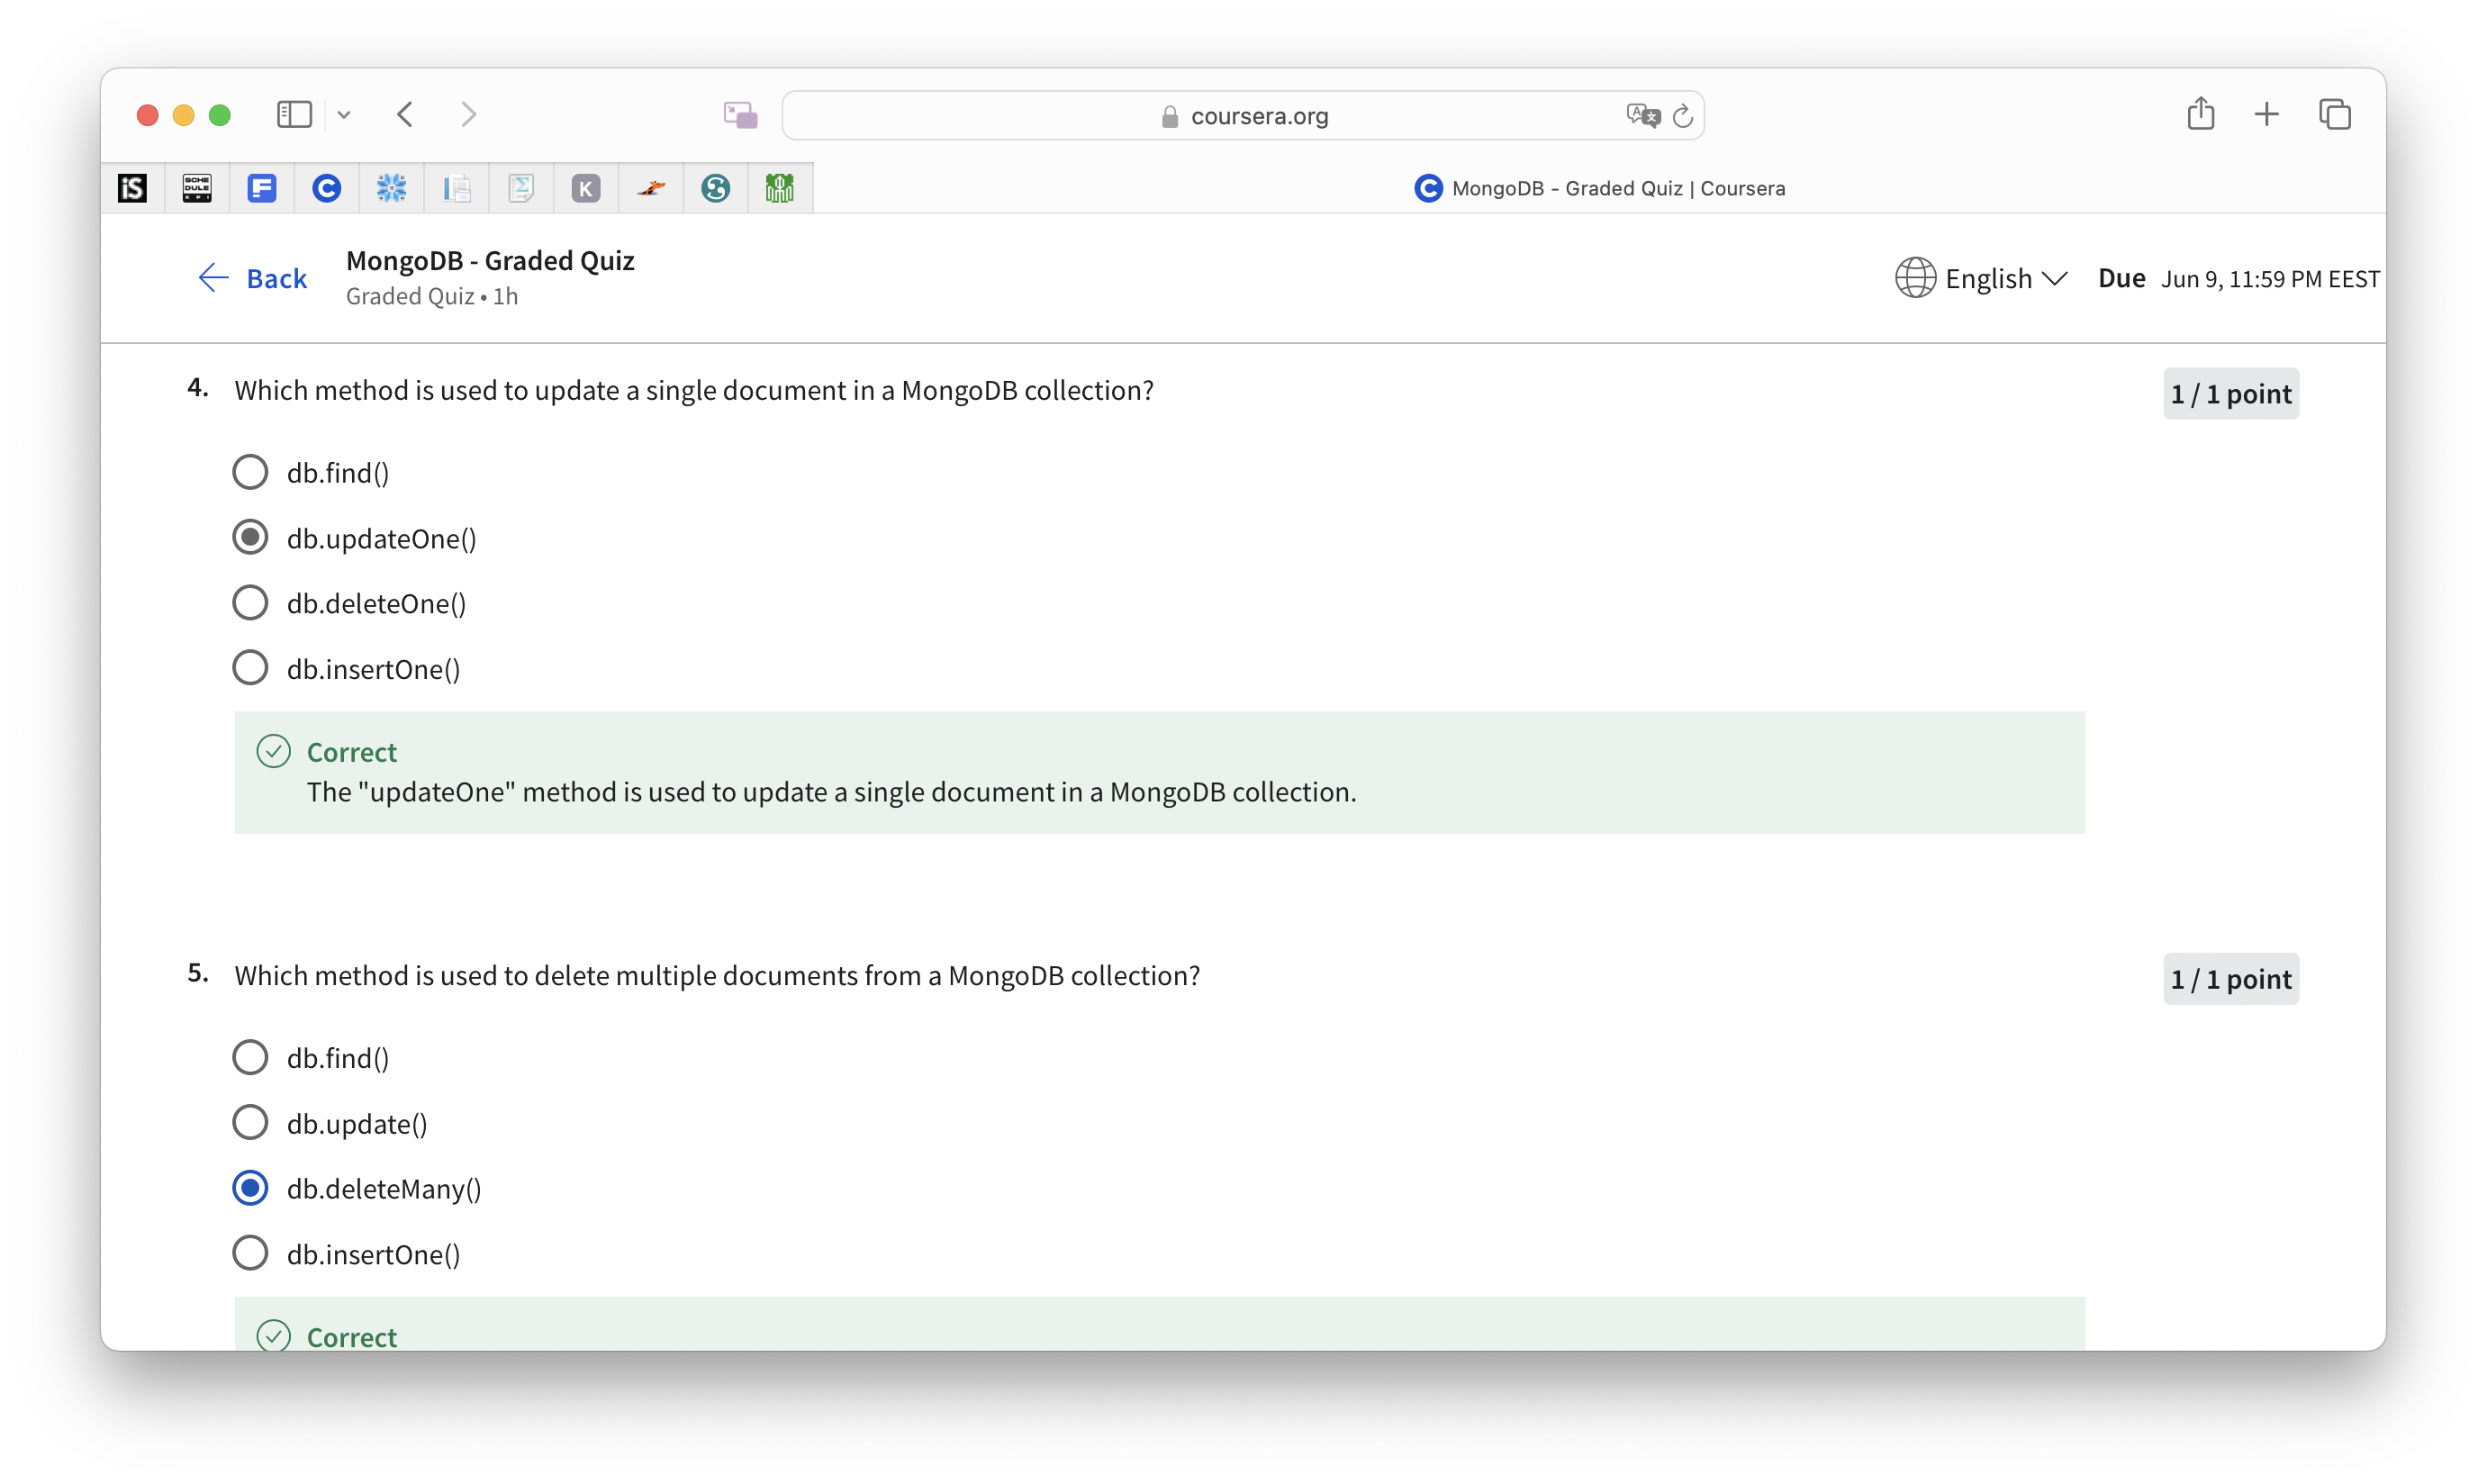 coursera.org
iS
SCHE
DULE
KPI
K
MongoDB - Graded Quiz | Coursera
Back
MongoDB - Graded Quiz
Graded Quiz • 1h
English
Due Jun 9, 11:59 PM EEST
4. Which method is used to update a single document in a MongoDB collection?
1 / 1 point
db.find()
db.updateOne()
db.deleteOne()
db.insertOne()
Correct
The "updateOne" method is used to update a single document in a MongoDB collection.
5. Which method is used to delete multiple documents from a MongoDB collection?
1 / 1 point
db.find()
db.update()
db.deleteMany()
db.insertOne()
Correct